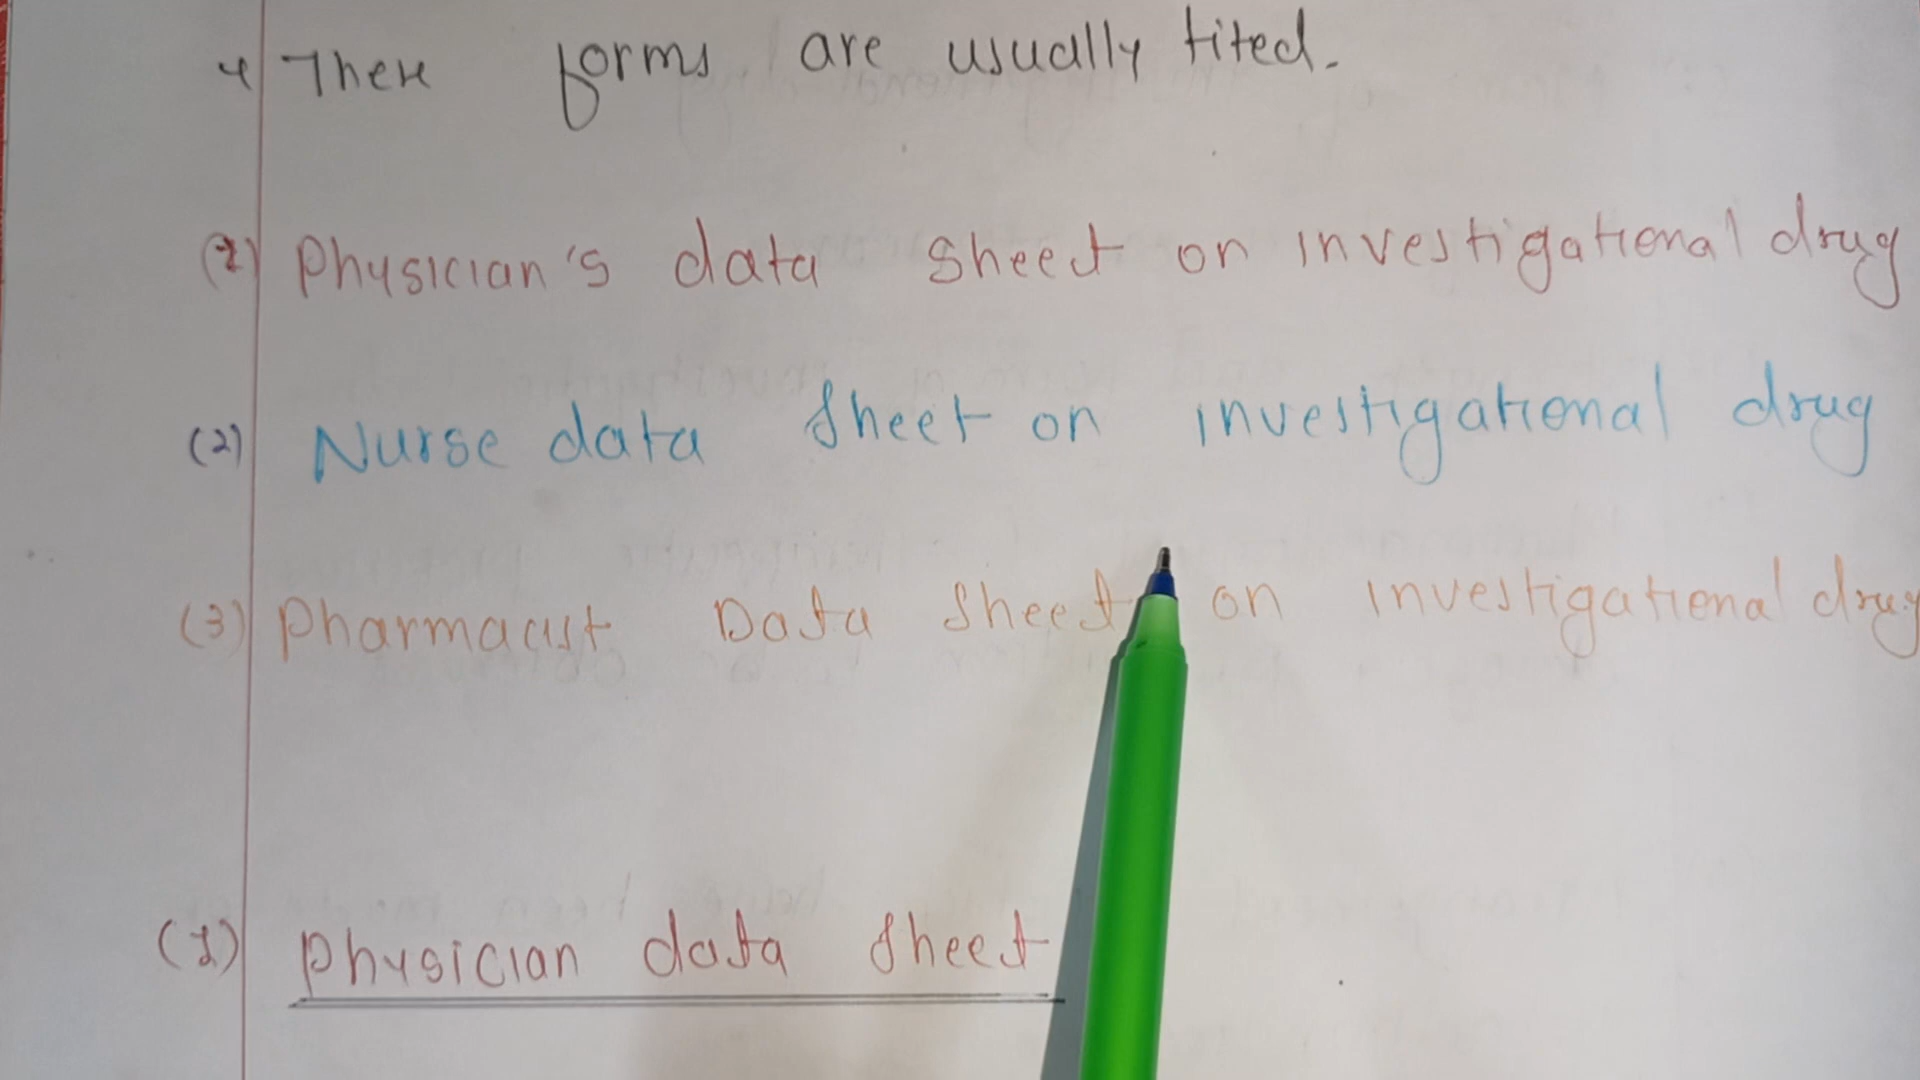 4 There forms are usually tited.
(1) Physician's data sheet on investigational drug
(2) Nurse data sheet on investigational drug
(3) Pharmacist Data sheet on investigational drug
(1) Physician data sheet